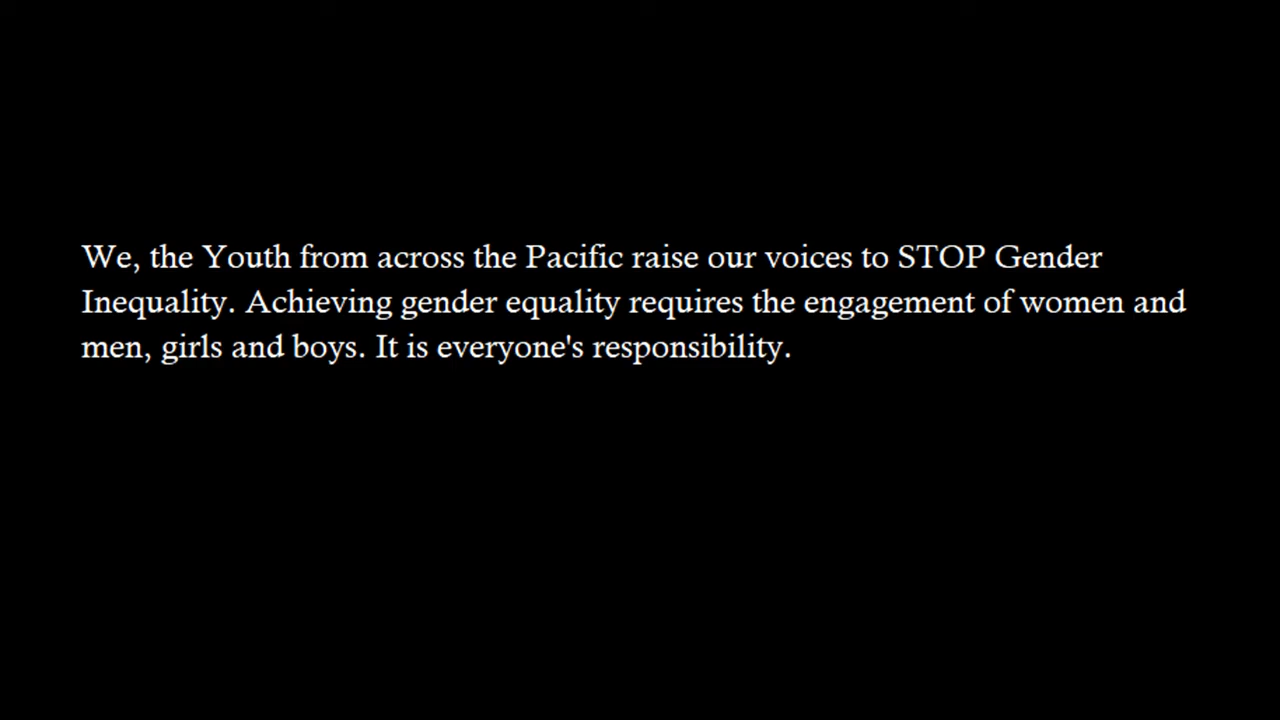 We, the Youth from across the Pacific raise our voices to STOP Gender
Inequality. Achieving gender equality requires the engagement of women and
men, girls and boys. It is everyone's responsibility.